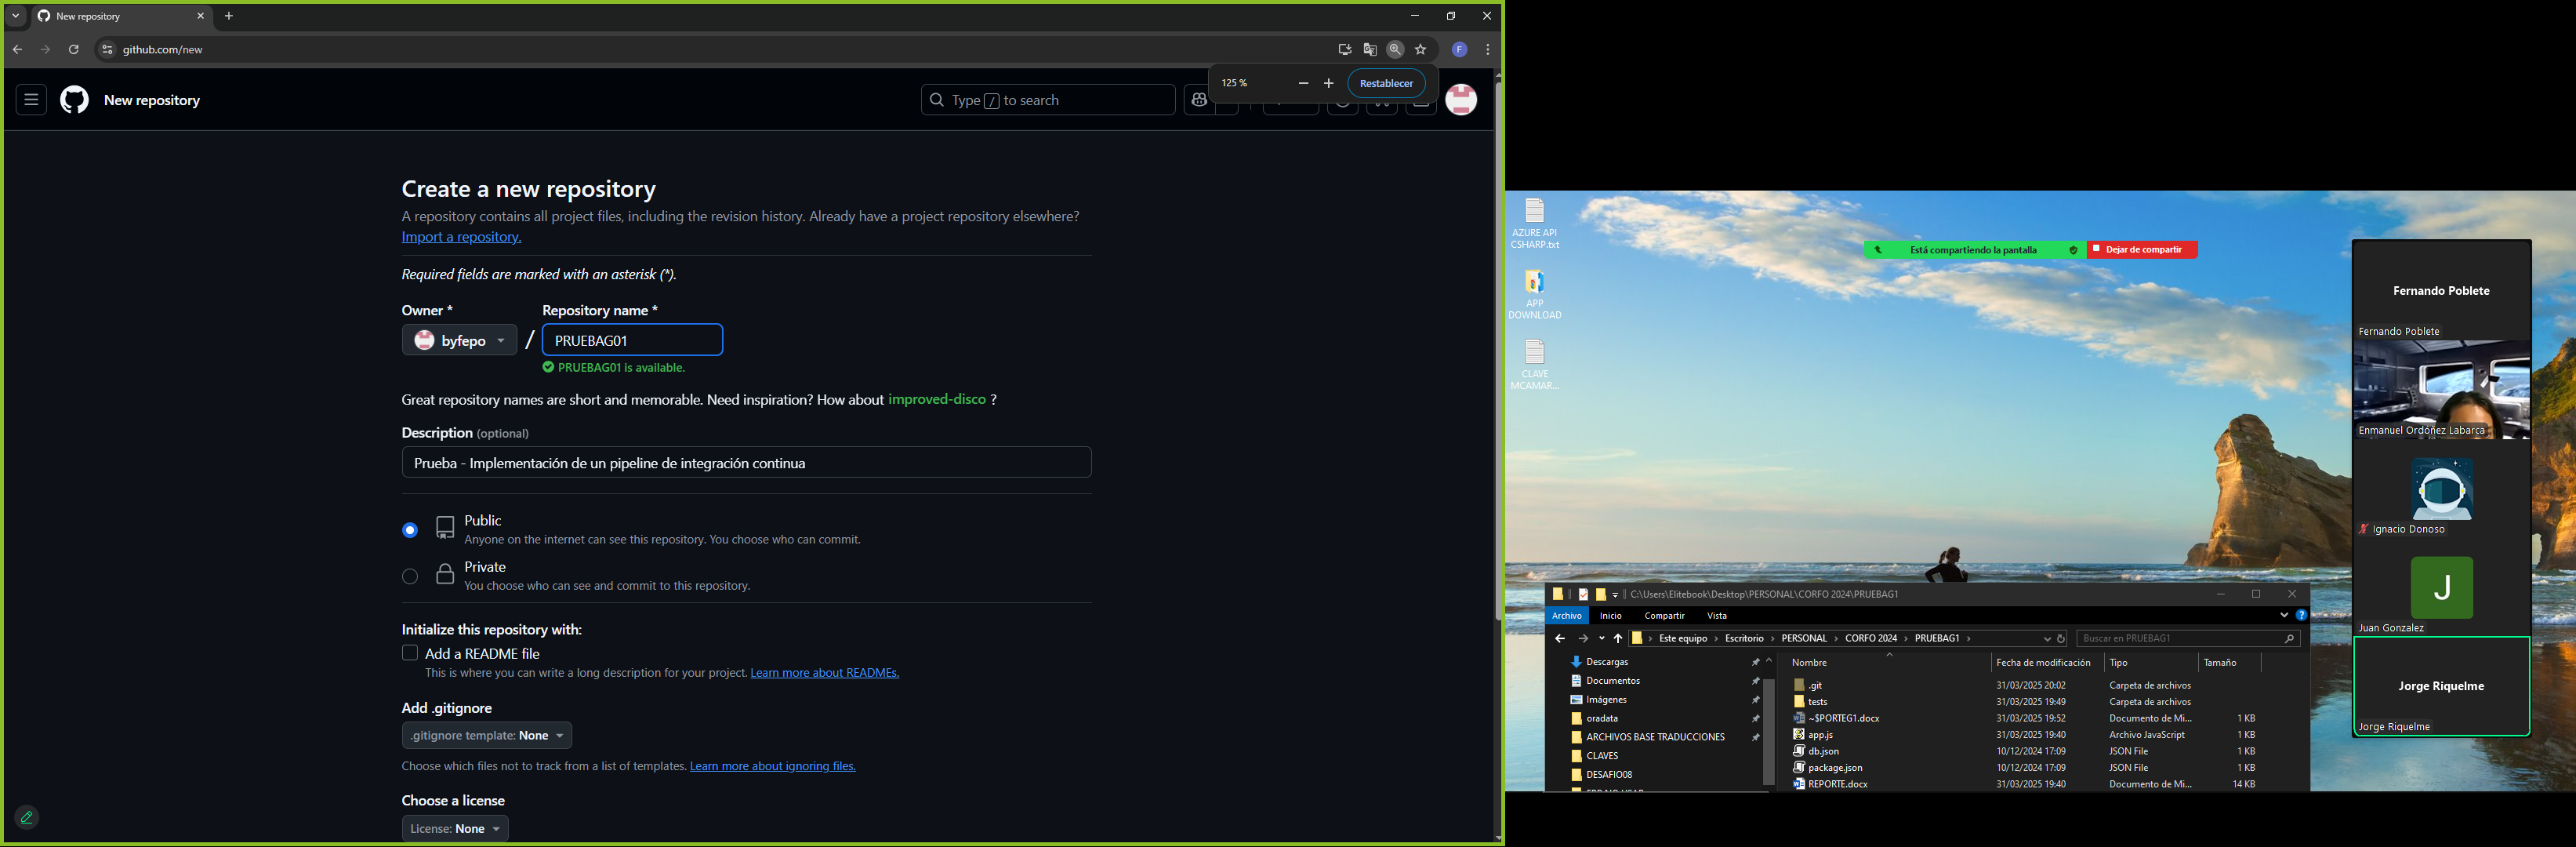 New repository
github.com/new
F
125 %
Restablecer
New repository
Type / to search
Create a new repository
A repository contains all project files, including the revision history. Already have a project repository elsewhere?
Import a repository.
Required fields are marked with an asterisk (*).
Owner *
Repository name *
byfepo
/
PRUEBAG01
PRUEBAG01 is available.
Great repository names are short and memorable. Need inspiration? How about improved-disco ?
Description (optional)
Prueba - Implementación de un pipeline de integración continua
Public
Anyone on the internet can see this repository. You choose who can commit.
Private
You choose who can see and commit to this repository.
Initialize this repository with:
Add a README file
This is where you can write a long description for your project. Learn more about READMEs.
Add .gitignore
.gitignore template: None
Choose which files not to track from a list of templates. Learn more about ignoring files.
Choose a license
License: None
AZURE API
CSHARP.txt
APP
DOWNLOAD
CLAVE
MCAMAR...
Está compartiendo la pantalla
Dejar de compartir
Fernando Poblete
Fernando Poblete
Enmanuel Ordóñez Labarca
Ignacio Donoso
J
Juan Gonzalez
Jorge Riquelme
Jorge Riquelme
C:\Users\Elitebook\Desktop\PERSONAL\CORFO 2024\PRUEBAG1
Archivo Inicio Compartir Vista
Este equipo > Escritorio > PERSONAL > CORFO 2024 > PRUEBAG1 >
Buscar en PRUEBAG1
Descargas
Documentos
Imágenes
oradata
ARCHIVOS BASE TRADUCCIONES
CLAVES
DESAFIO08
Nombre Fecha de modificación Tipo Tamaño
.git 31/03/2025 20:02 Carpeta de archivos
tests 31/03/2025 19:49 Carpeta de archivos
~$PORTEG1.docx 31/03/2025 19:52 Documento de Mi... 1 KB
app.js 31/03/2025 19:40 Archivo JavaScript 1 KB
db.json 10/12/2024 17:09 JSON File 1 KB
package.json 10/12/2024 17:09 JSON File 1 KB
REPORTE.docx 31/03/2025 19:40 Documento de Mi... 14 KB